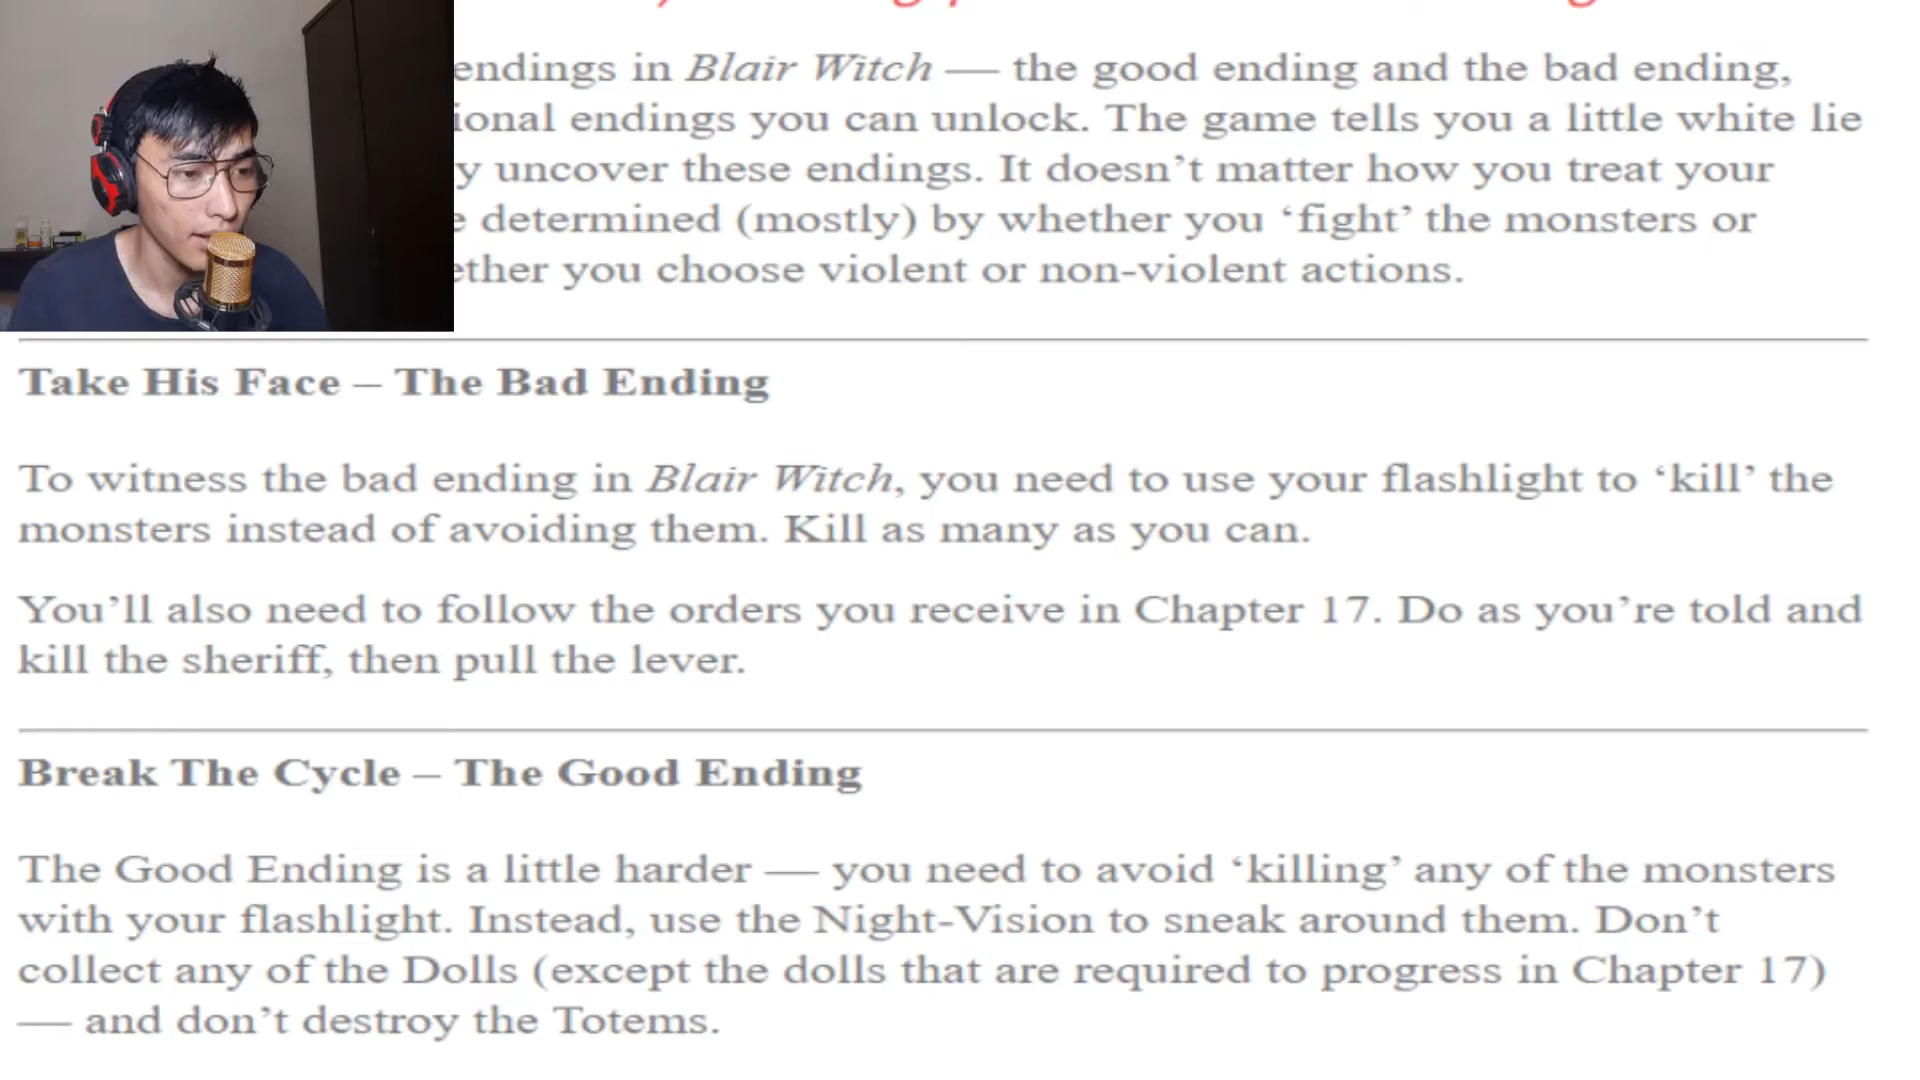 endings in Blair Witch — the good ending and the bad ending,
ional endings you can unlock. The game tells you a little white lie
y uncover these endings. It doesn’t matter how you treat your
e determined (mostly) by whether you ‘fight’ the monsters or
ether you choose violent or non-violent actions.
Take His Face – The Bad Ending
To witness the bad ending in Blair Witch, you need to use your flashlight to ‘kill’ the
monsters instead of avoiding them. Kill as many as you can.
You’ll also need to follow the orders you receive in Chapter 17. Do as you’re told and
kill the sheriff, then pull the lever.
Break The Cycle – The Good Ending
The Good Ending is a little harder — you need to avoid ‘killing’ any of the monsters
with your flashlight. Instead, use the Night-Vision to sneak around them. Don’t
collect any of the Dolls (except the dolls that are required to progress in Chapter 17)
— and don’t destroy the Totems.